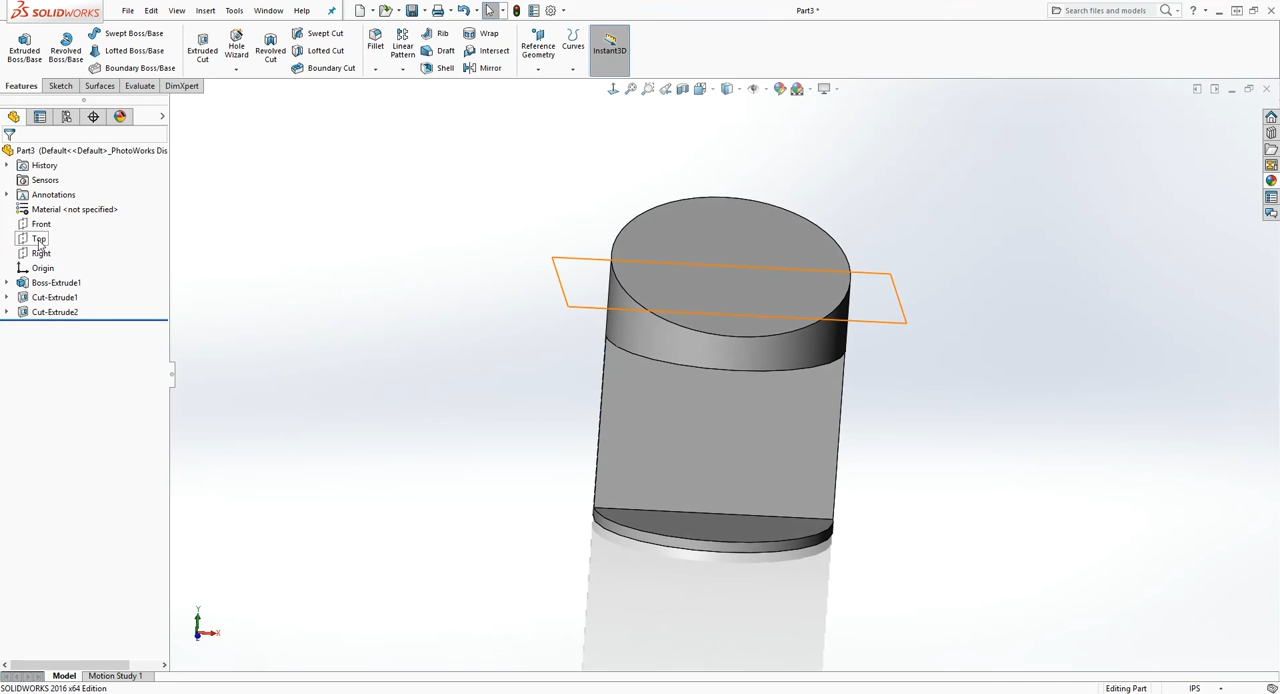 SOLIDWORKS
File Edit View Insert Tools Window Help
Part3 *
Search files and models
Extruded Boss/Base
Revolved Boss/Base
Swept Boss/Base
Lofted Boss/Base
Boundary Boss/Base
Extruded Cut
Hole Wizard
Revolved Cut
Swept Cut
Lofted Cut
Boundary Cut
Fillet
Linear Pattern
Rib
Draft
Shell
Wrap
Intersect
Mirror
Reference Geometry
Curves
Instant3D
Features Sketch Surfaces Evaluate DimXpert
Part3 (Default<<Default>_PhotoWorks Dis
History
Sensors
Annotations
Material <not specified>
Front
Top
Right
Origin
Boss-Extrude1
Cut-Extrude1
Cut-Extrude2
Y
X
Z
Model Motion Study 1
SOLIDWORKS 2016 x64 Edition
Editing Part
IPS